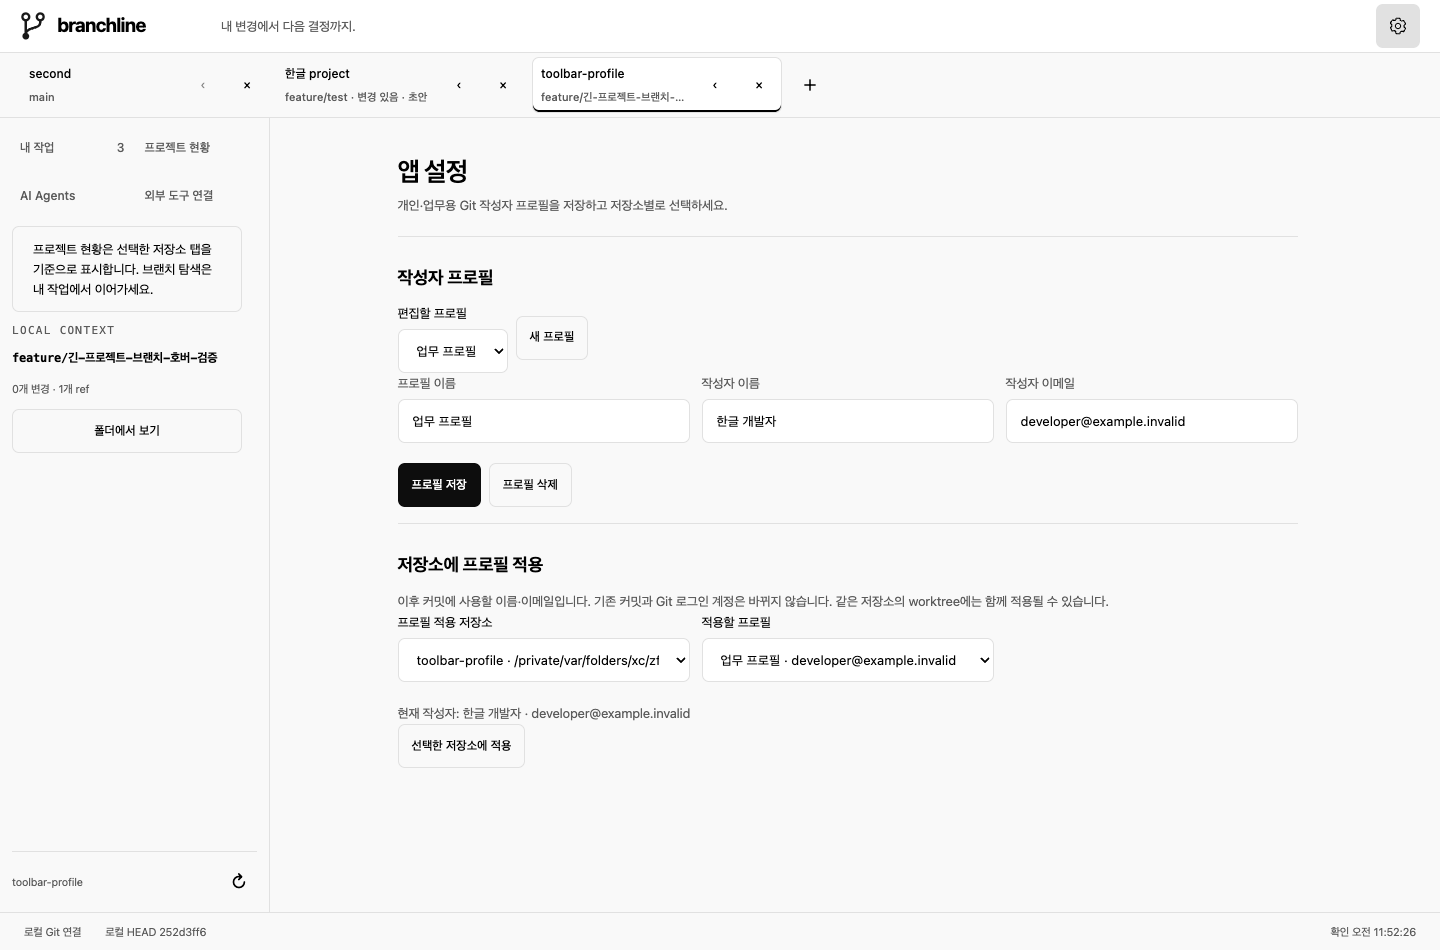 branchline
내 변경에서 다음 결정까지.
second
main
‹ ×
한글 project
feature/test · 변경 있음 · 초안
‹ ×
toolbar-profile
feature/긴-프로젝트-브랜치-...
‹ ×
+
내 작업 3 프로젝트 현황
AI Agents 외부 도구 연결
프로젝트 현황은 선택한 저장소 탭을
기준으로 표시합니다. 브랜치 탐색은
내 작업에서 이어가세요.
LOCAL CONTEXT
feature/긴-프로젝트-브랜치-호버-검증
0개 변경 · 1개 ref
폴더에서 보기
toolbar-profile
앱 설정
개인·업무용 Git 작성자 프로필을 저장하고 저장소별로 선택하세요.
작성자 프로필
편집할 프로필
업무 프로필
새 프로필
프로필 이름 작성자 이름 작성자 이메일
업무 프로필 한글 개발자 developer@example.invalid
프로필 저장 프로필 삭제
저장소에 프로필 적용
이후 커밋에 사용할 이름·이메일입니다. 기존 커밋과 Git 로그인 계정은 바뀌지 않습니다. 같은 저장소의 worktree에는 함께 적용될 수 있습니다.
프로필 적용 저장소 적용할 프로필
toolbar-profile · /private/var/folders/xc/zf 업무 프로필 · developer@example.invalid
현재 작성자: 한글 개발자 · developer@example.invalid
선택한 저장소에 적용
로컬 Git 연결 로컬 HEAD 252d3ff6 확인 오전 11:52:26